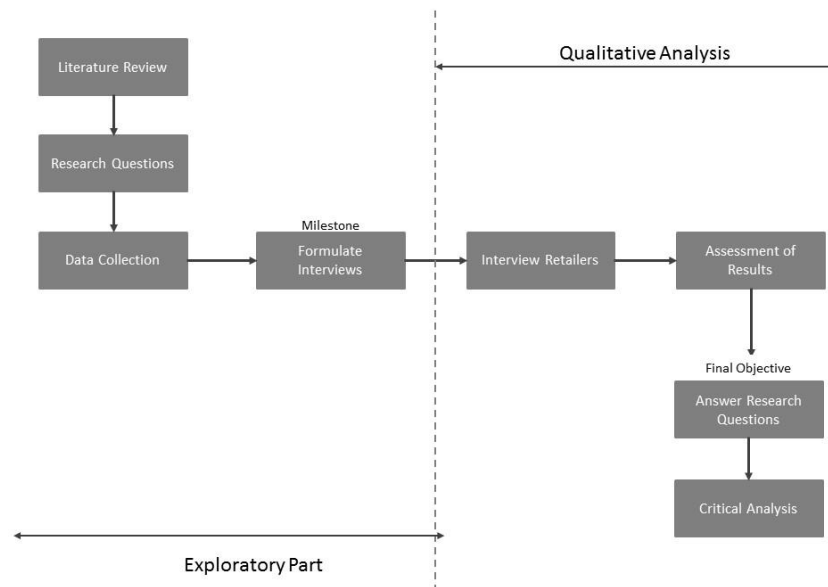 Qualitative Analysis
Literature Review
Research Questions
Milestone
Data Collection
Formulate
Interviews
Interview Retailers
Assessment of
Results
Final Objective
Answer Research
Questions
Critical Analysis
Exploratory Part